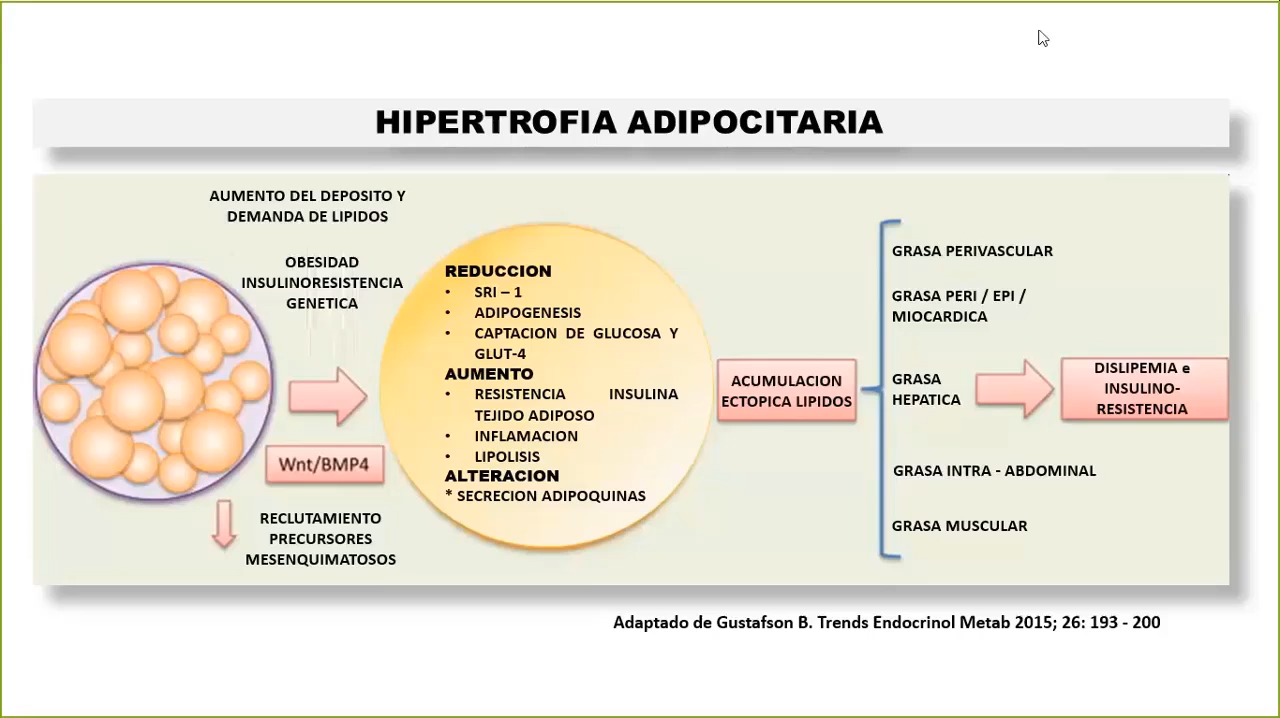 HIPERTROFIA ADIPOCITARIA
AUMENTO DEL DEPOSITO Y
DEMANDA DE LIPIDOS
OBESIDAD
INSULINORESISTENCIA
GENETICA
Wnt/BMP4
RECLUTAMIENTO
PRECURSORES
MESENQUIMATOSOS
REDUCCION
• SRI – 1
• ADIPOGENESIS
• CAPTACION DE GLUCOSA Y
GLUT-4
AUMENTO
• RESISTENCIA INSULINA
TEJIDO ADIPOSO
• INFLAMACION
• LIPOLISIS
ALTERACION
* SECRECION ADIPOQUINAS
ACUMULACION
ECTOPICA LIPIDOS
GRASA PERIVASCULAR
GRASA PERI / EPI /
MIOCARDICA
GRASA
HEPATICA
GRASA INTRA - ABDOMINAL
GRASA MUSCULAR
DISLIPEMIA e
INSULINO-
RESISTENCIA
Adaptado de Gustafson B. Trends Endocrinol Metab 2015; 26: 193 - 200